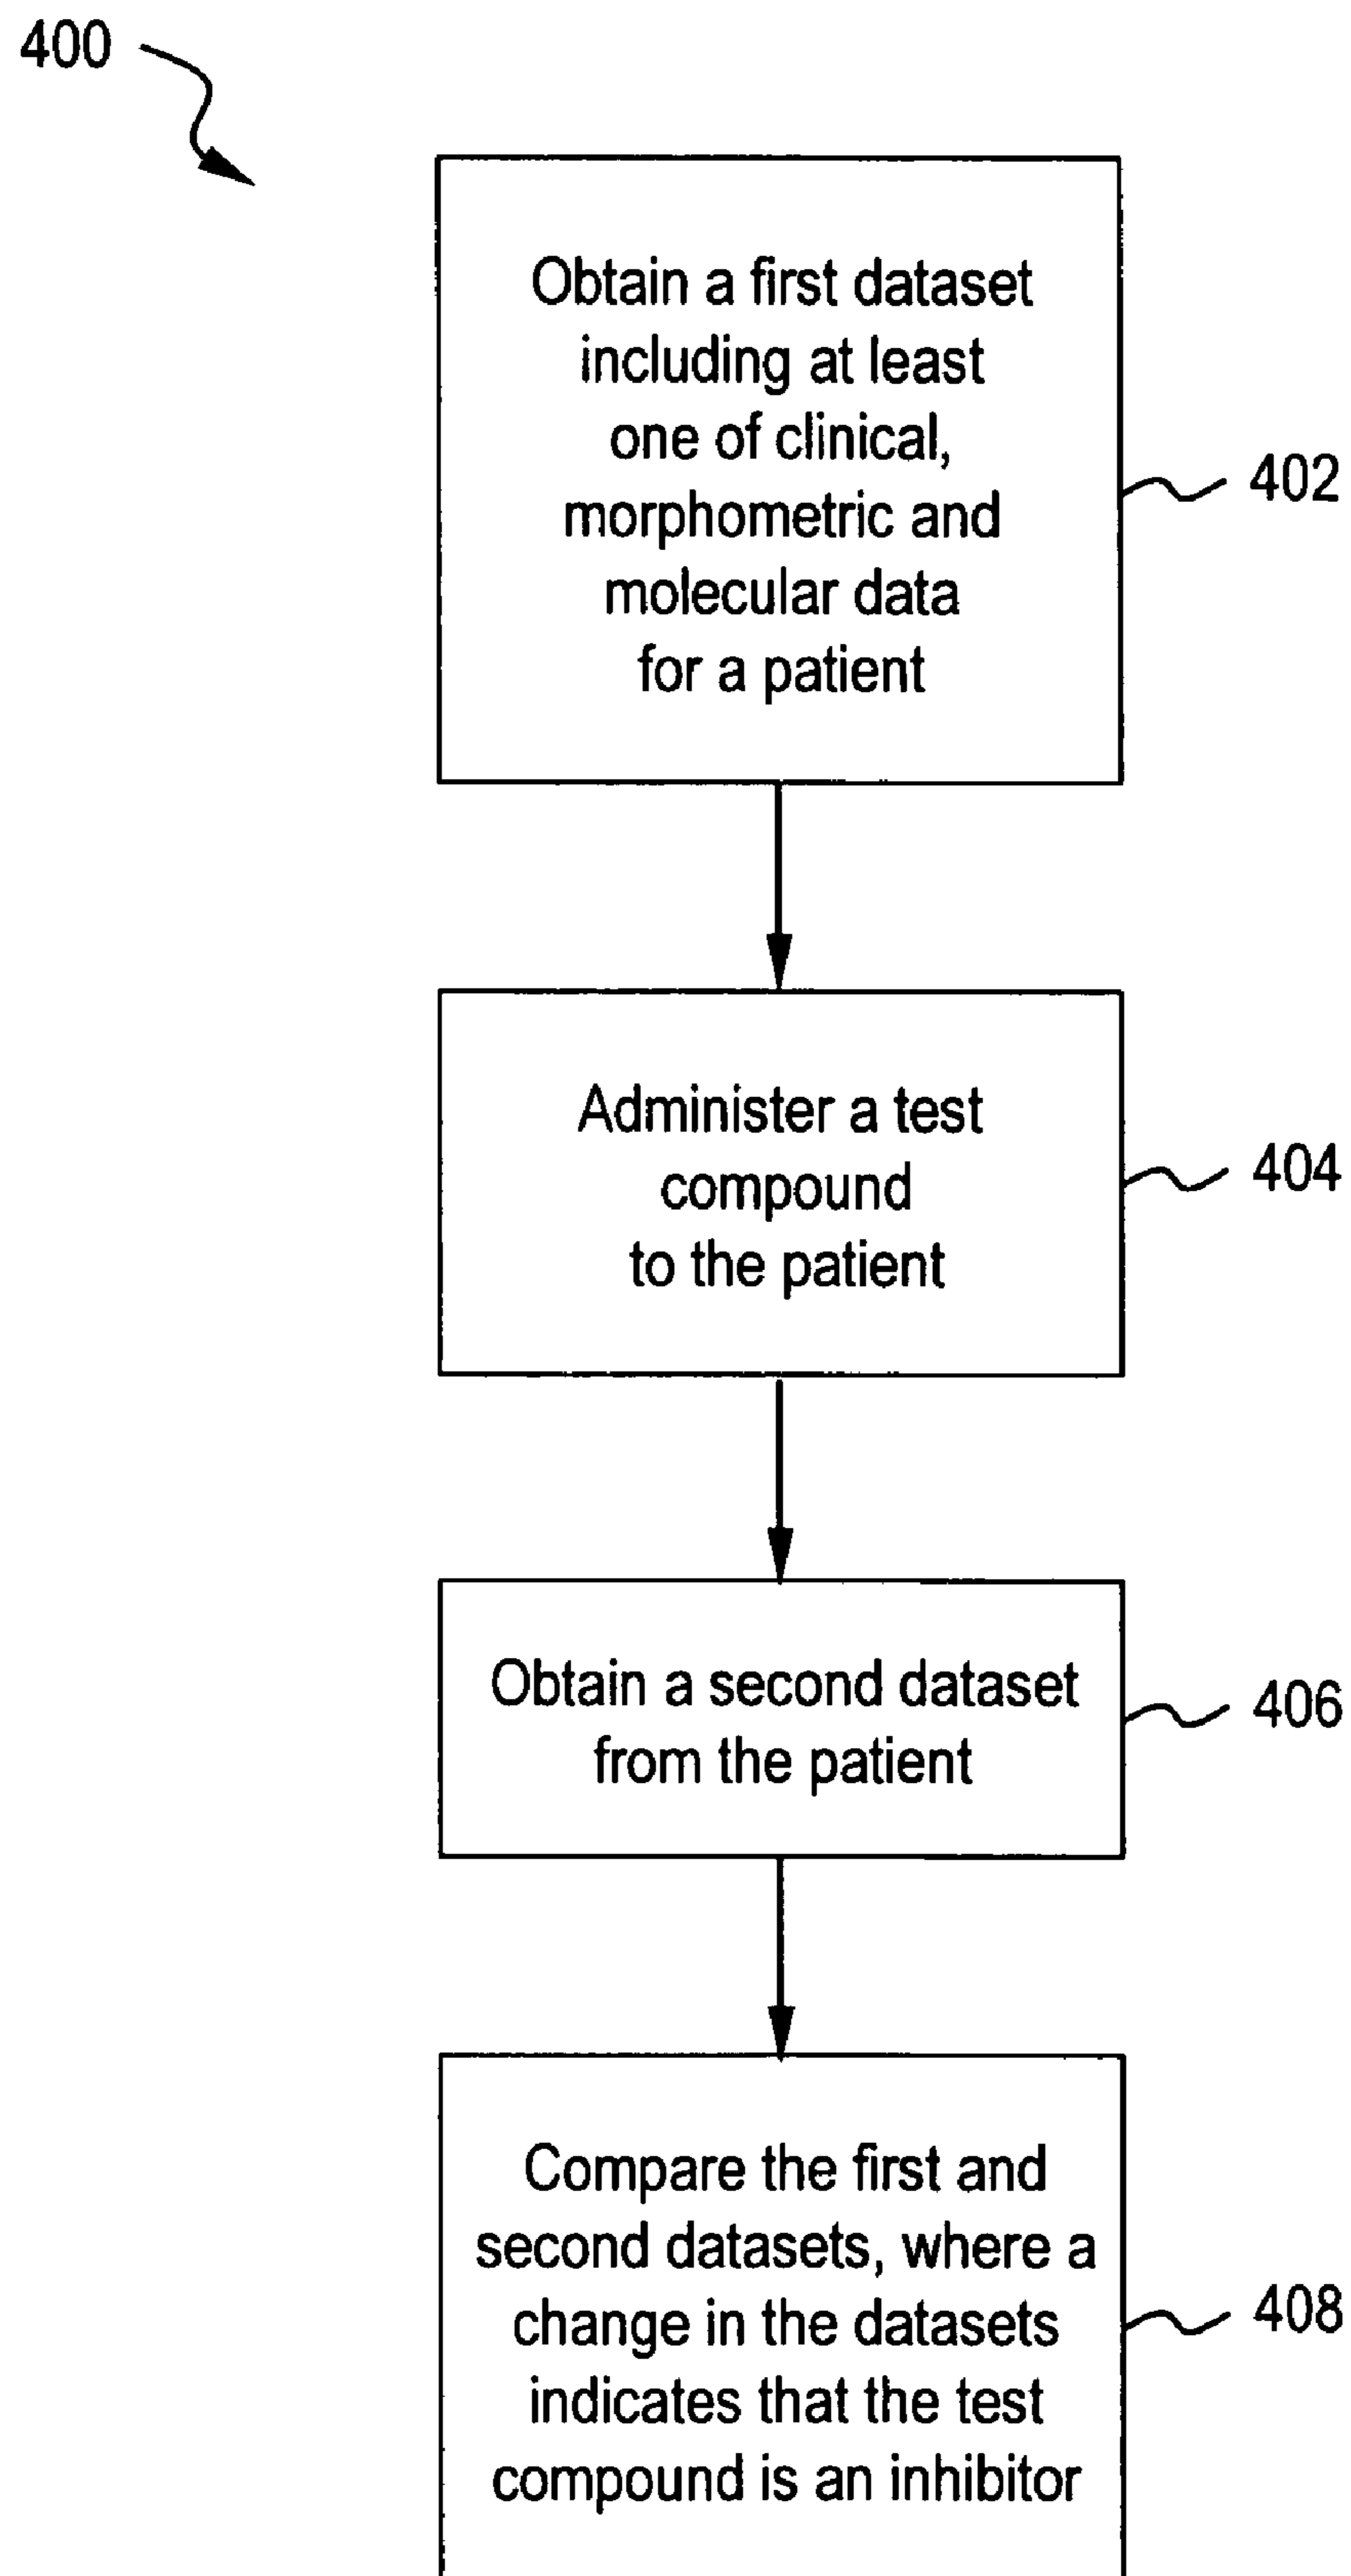 400
Obtain a first dataset
including at least
one of clinical,
morphometric and
molecular data
for a patient
402
Administer a test
compound
to the patient
404
Obtain a second dataset
from the patient
406
Compare the first and
second datasets, where a
change in the datasets
indicates that the test
compound is an inhibitor
408